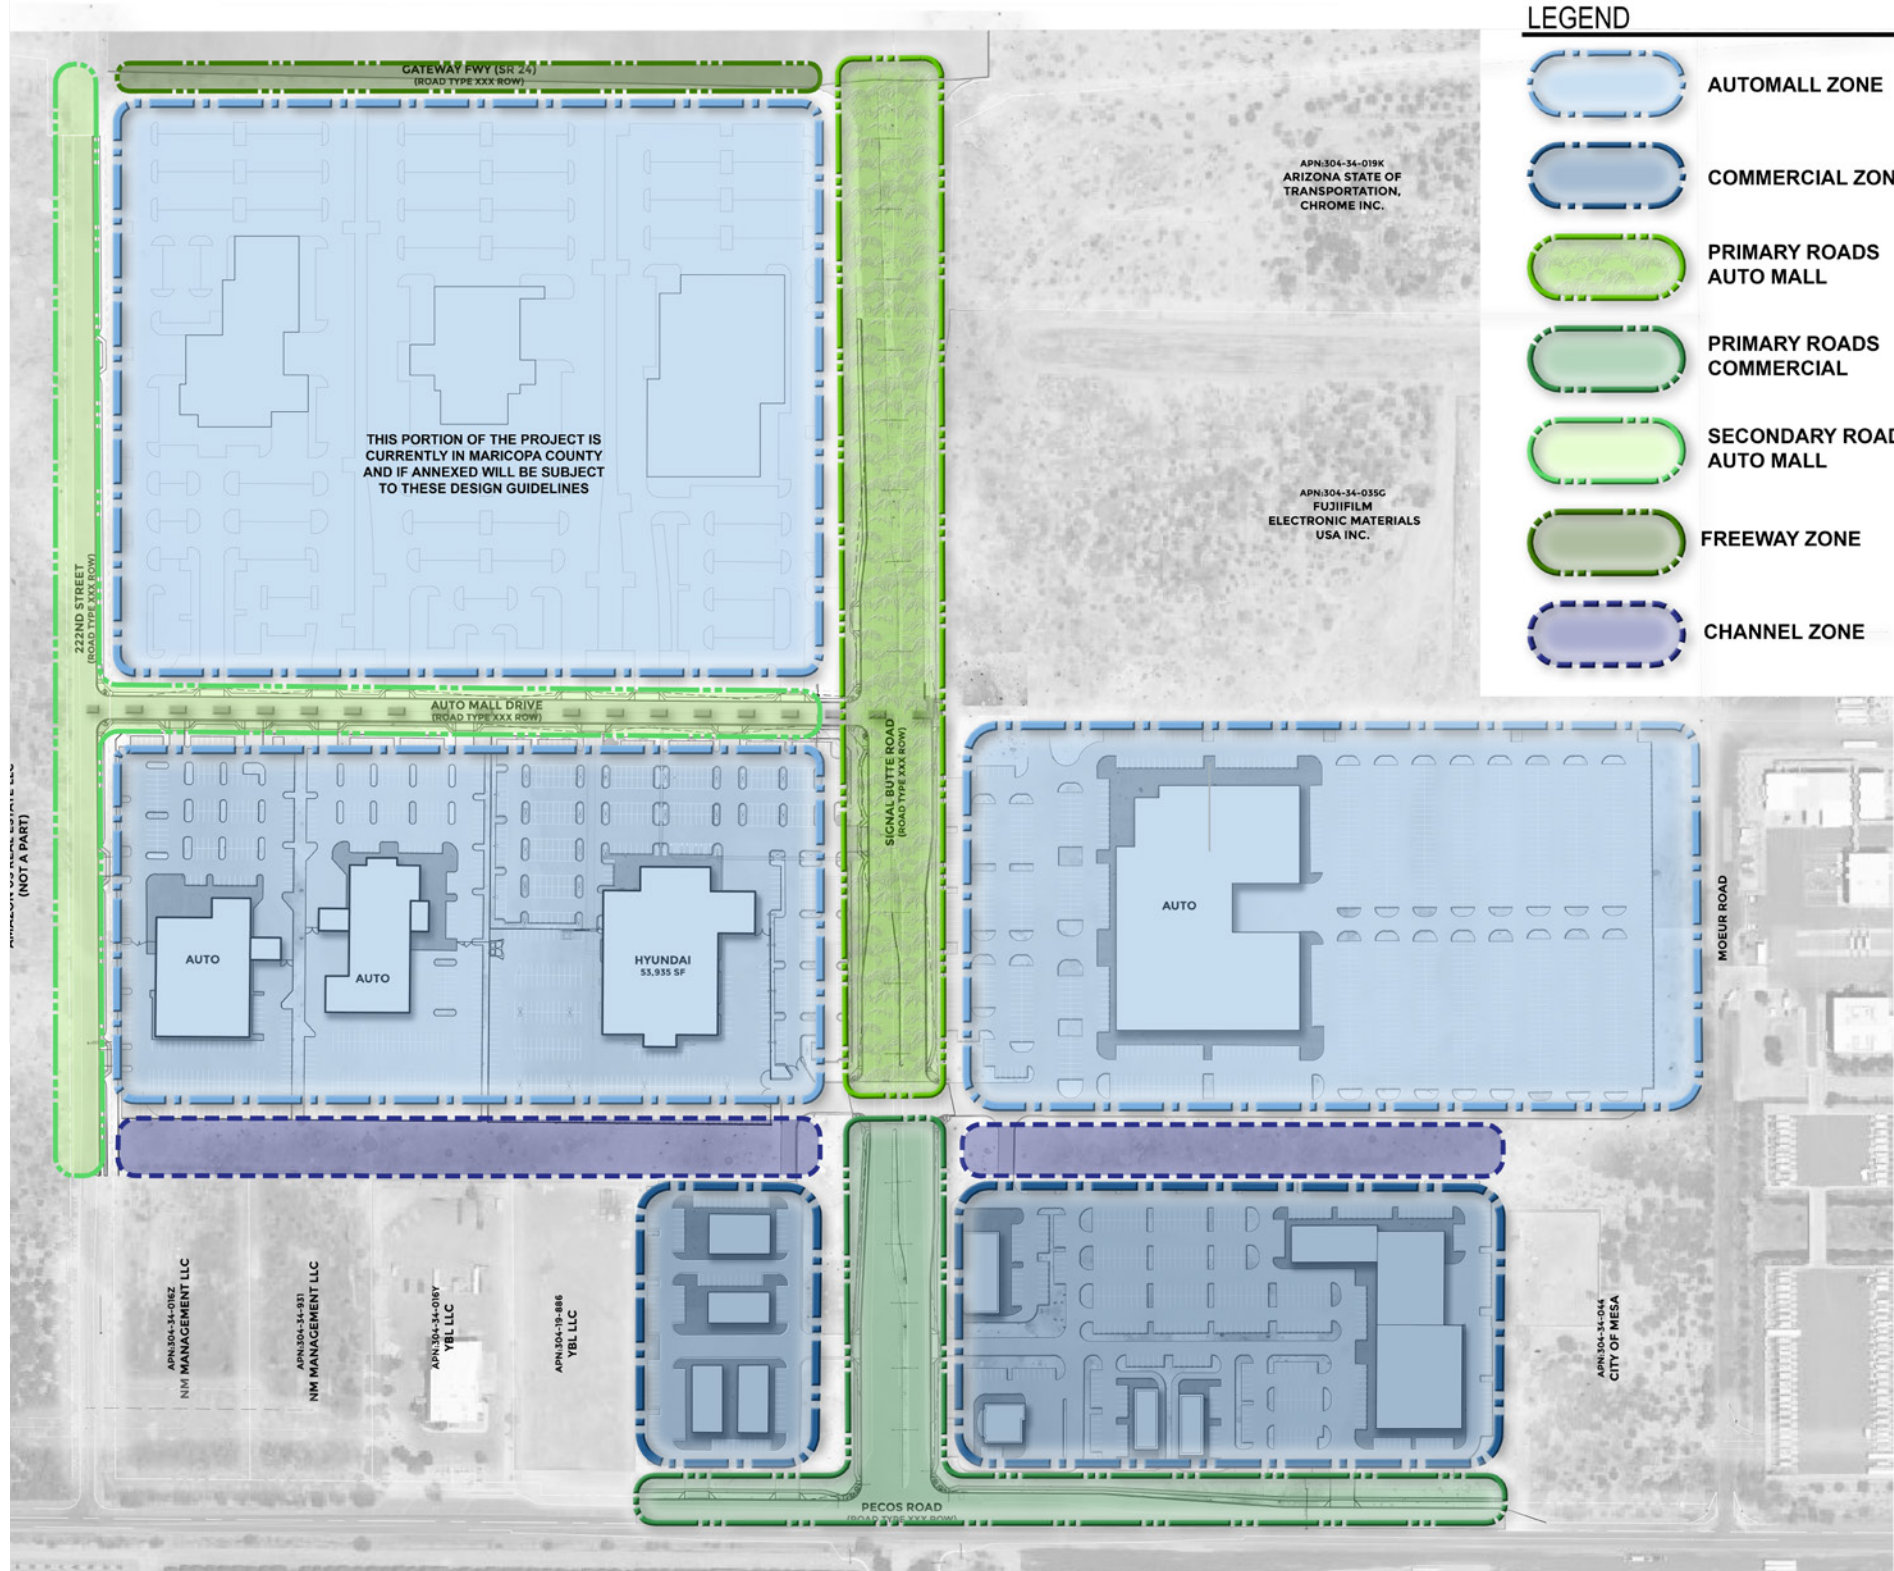 LEGEND
AUTOMALL ZONE
COMMERCIAL ZON
PRIMARY ROADS
AUTO MALL
PRIMARY ROADS
COMMERCIAL
SECONDARY ROAD
AUTO MALL
FREEWAY ZONE
CHANNEL ZONE
GATEWAY FWY (SR 24)
(ROAD TYPE XXX ROW)
APN:304-34-019K
ARIZONA STATE OF
TRANSPORTATION,
CHROME INC.
THIS PORTION OF THE PROJECT IS
CURRENTLY IN MARICOPA COUNTY
AND IF ANNEXED WILL BE SUBJECT
TO THESE DESIGN GUIDELINES
APN:304-34-035G
FUJIIFILM
ELECTRONIC MATERIALS
USA INC.
222ND STREET
(ROAD TYPE XXX ROW)
AUTO MALL DRIVE
(ROAD TYPE XXX ROW)
SIGNAL BUTTE ROAD
(ROAD TYPE XXX ROW)
(NOT A PART)
AUTO
AUTO
HYUNDAI
53,935 SF
AUTO
MOEUR ROAD
APN:304-34-016Z
NM MANAGEMENT LLC
APN:304-34-931
NM MANAGEMENT LLC
APN:304-34-016Y
YBL LLC
APN:304-19-886
YBL LLC
APN:304-34-044
CITY OF MESA
PECOS ROAD
(ROAD TYPE XXX ROW)